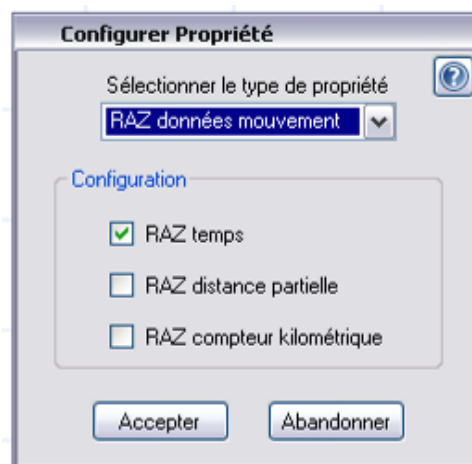 Configurer Propriété
Sélectionner le type de propriété
RAZ données mouvement
Configuration
RAZ temps
RAZ distance partielle
RAZ compteur kilométrique
Accepter
Abandonner
?